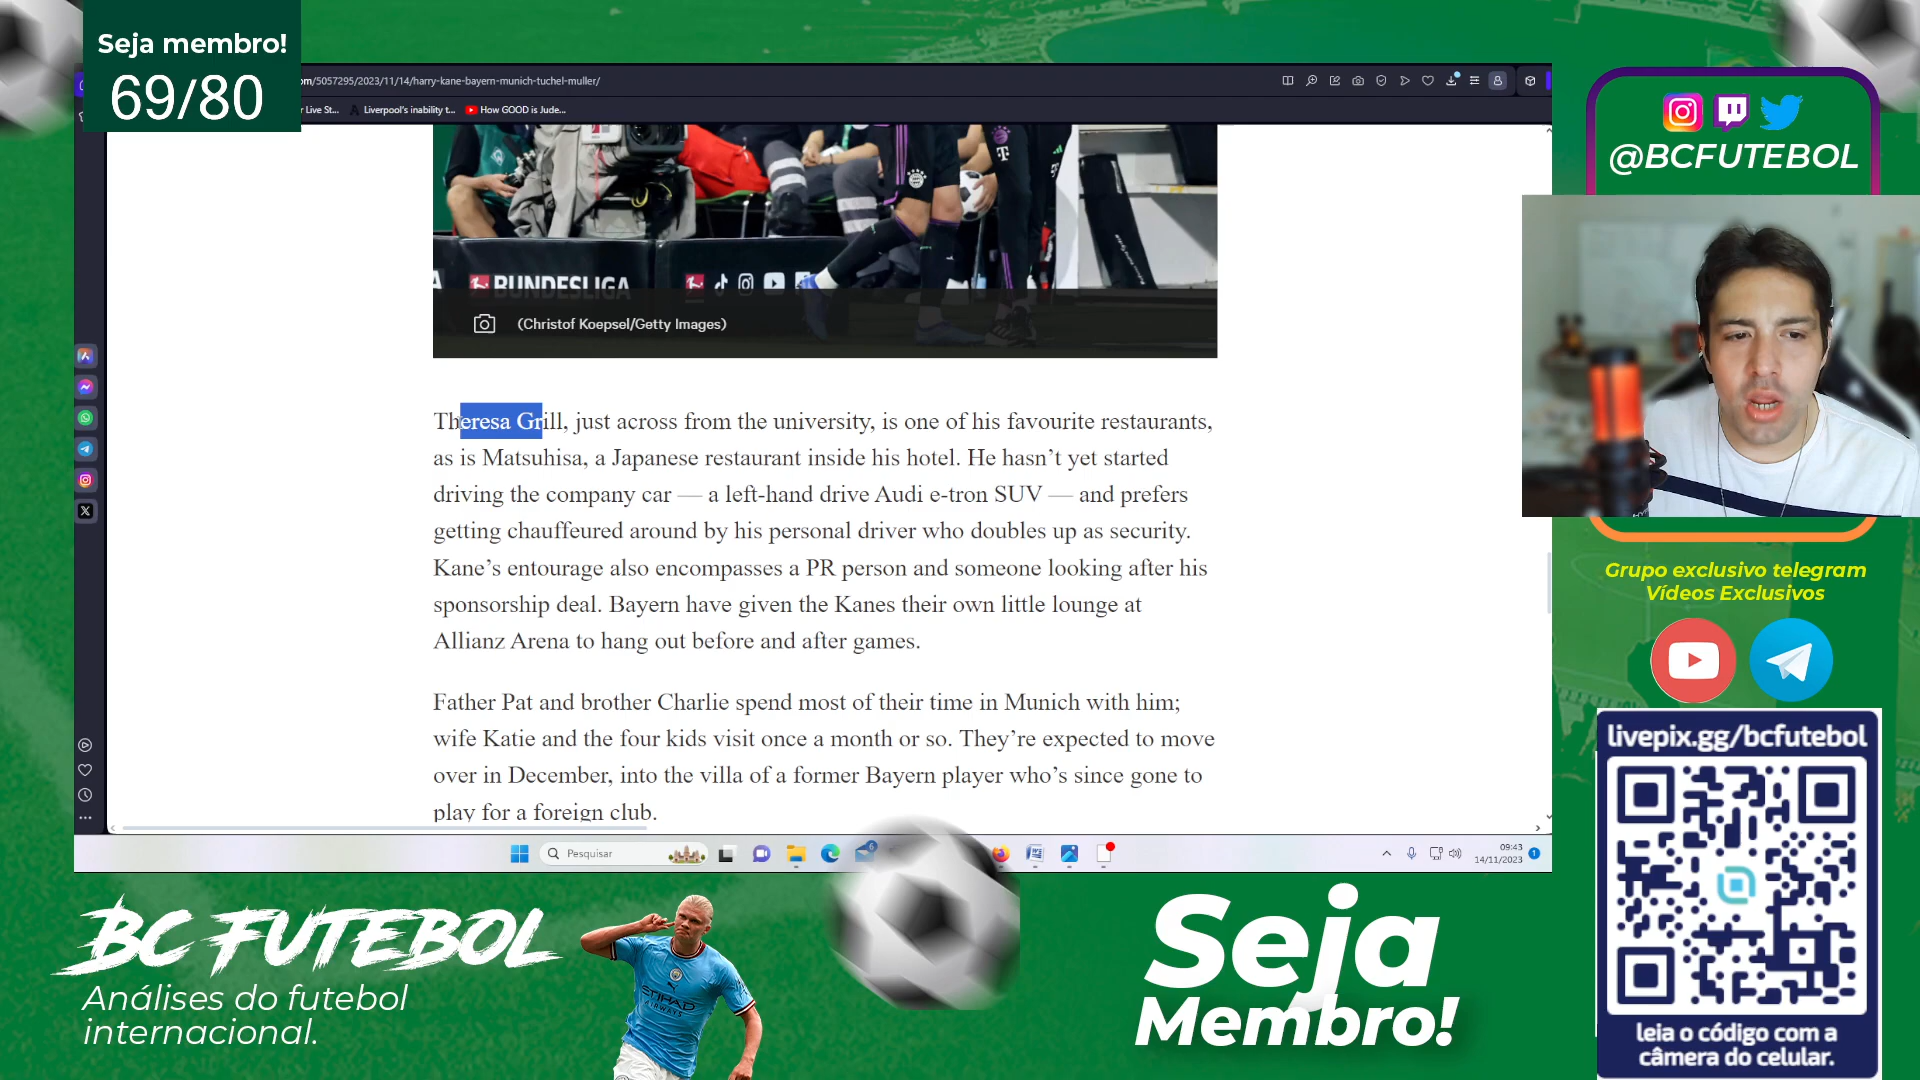 Seja membro!
69/80
om/5057295/2023/11/14/harry-kane-bayern-munich-tuchel-muller/
r Live St...
Liverpool's inability t...
How GOOD is Jude...
@BCFUTEBOL
T
BUNDESLIGA
(Christof Koepsel/Getty Images)
Theresa Grill, just across from the university, is one of his favourite restaurants,
as is Matsuhisa, a Japanese restaurant inside his hotel. He hasn’t yet started
driving the company car — a left-hand drive Audi e-tron SUV — and prefers
getting chauffeured around by his personal driver who doubles up as security.
Kane’s entourage also encompasses a PR person and someone looking after his
sponsorship deal. Bayern have given the Kanes their own little lounge at
Allianz Arena to hang out before and after games.
Father Pat and brother Charlie spend most of their time in Munich with him;
wife Katie and the four kids visit once a month or so. They’re expected to move
over in December, into the villa of a former Bayern player who’s since gone to
play for a foreign club.
Grupo exclusivo telegram
Vídeos Exclusivos
livepix.gg/bcfutebol
leia o código com a
câmera do celular.
Pesquisar
6
09:43
14/11/2023
1
BC FUTEBOL
Análises do futebol
internacional.
ETIHAD
AIRWAYS
Seja
Membro!